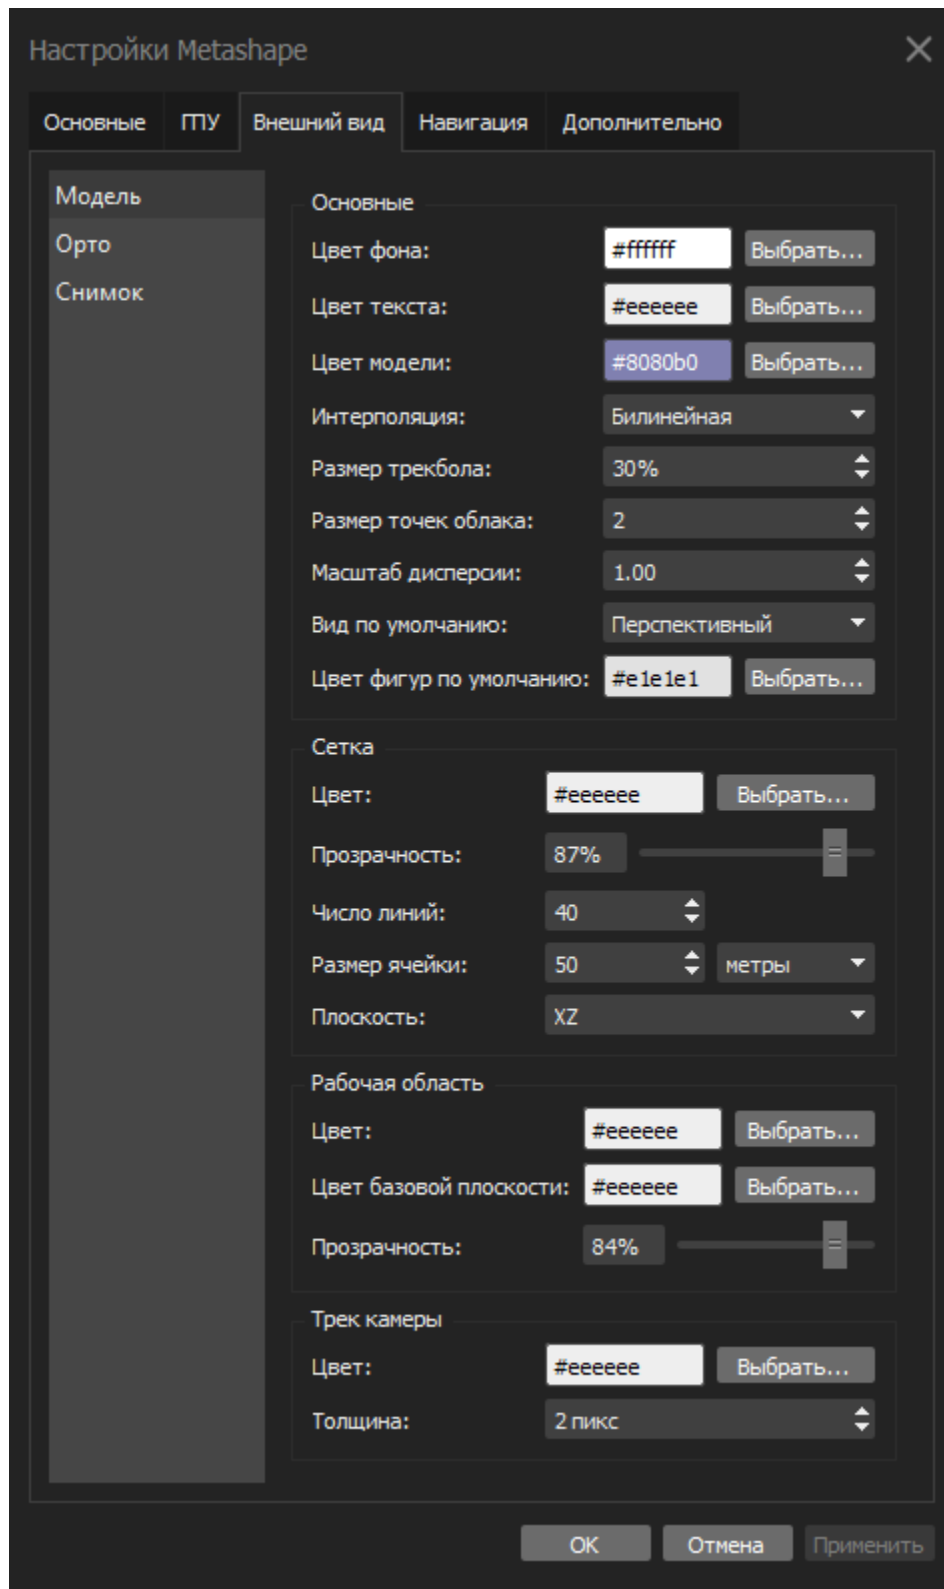 Настройки Metashape
Основные ГПУ Внешний вид Навигация Дополнительно
Модель
Орто
Снимок
Основные
Цвет фона: #ffffff Выбрать...
Цвет текста: #eeeeee Выбрать...
Цвет модели: #8080b0 Выбрать...
Интерполяция: Билинейная
Размер трекбола: 30%
Размер точек облака: 2
Масштаб дисперсии: 1.00
Вид по умолчанию: Перспективный
Цвет фигур по умолчанию: #e1e1e1 Выбрать...
Сетка
Цвет: #eeeeee Выбрать...
Прозрачность: 87%
Число линий: 40
Размер ячейки: 50 метры
Плоскость: XZ
Рабочая область
Цвет: #eeeeee Выбрать...
Цвет базовой плоскости: #eeeeee Выбрать...
Прозрачность: 84%
Трек камеры
Цвет: #eeeeee Выбрать...
Толщина: 2 пикс
OK Отмена Применить